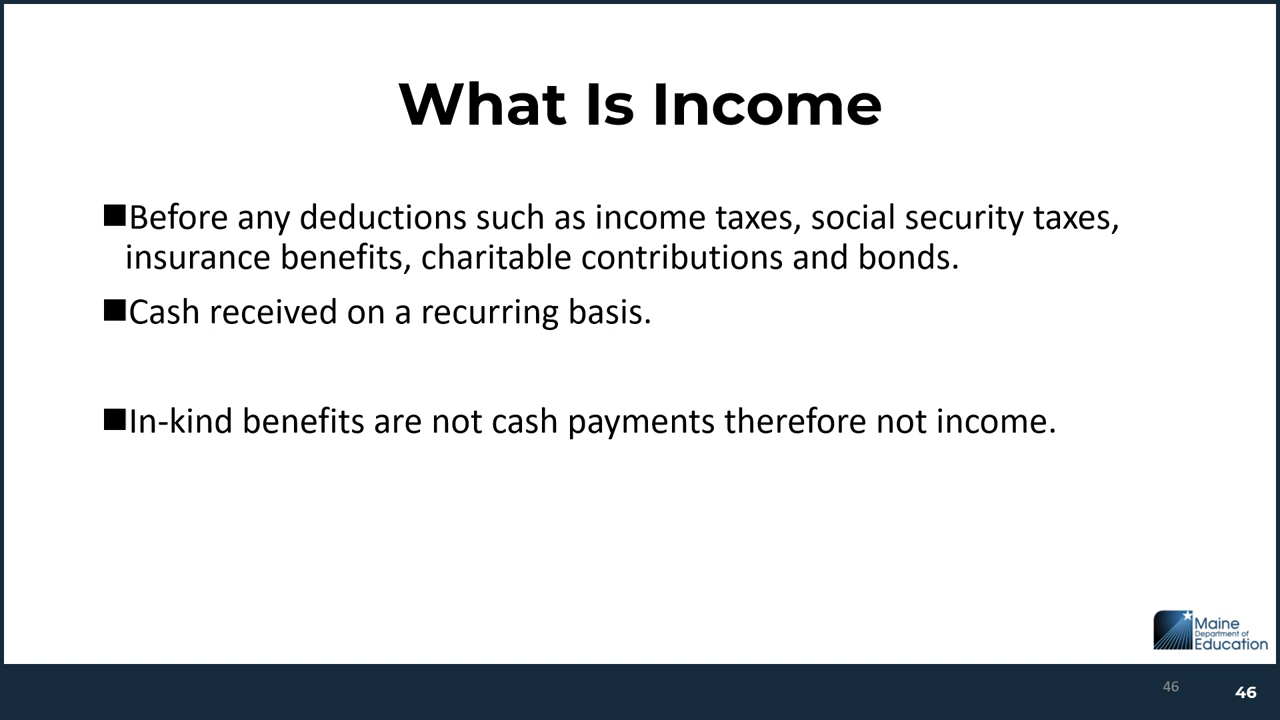 What Is Income
■Before any deductions such as income taxes, social security taxes,
insurance benefits, charitable contributions and bonds.
■Cash received on a recurring basis.
■In-kind benefits are not cash payments therefore not income.
Maine
Department of
Education
46
46